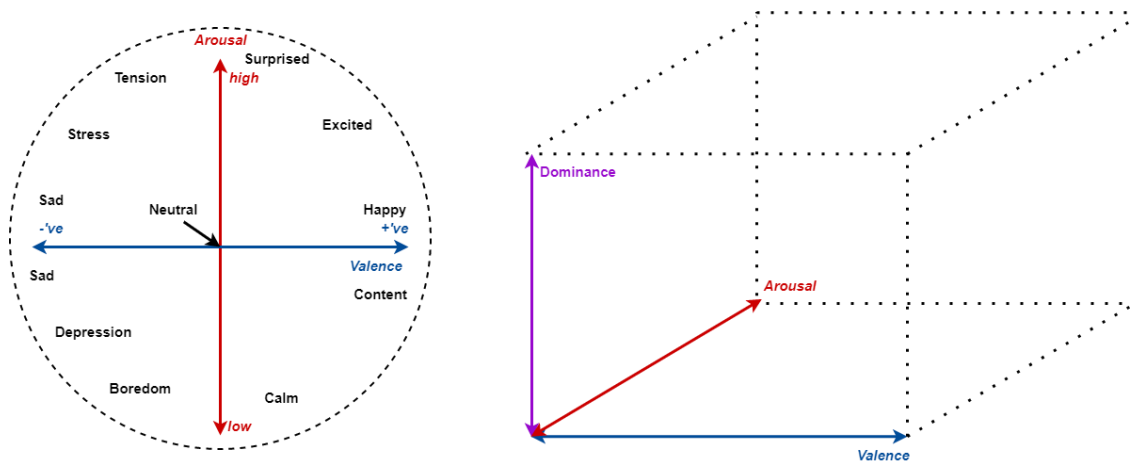 Arousal
Surprised
high
Tension
Excited
Stress
Sad
Neutral
Happy
-'ve
+'ve
Valence
Sad
Content
Depression
Boredom
Calm
low
Dominance
Arousal
Valence